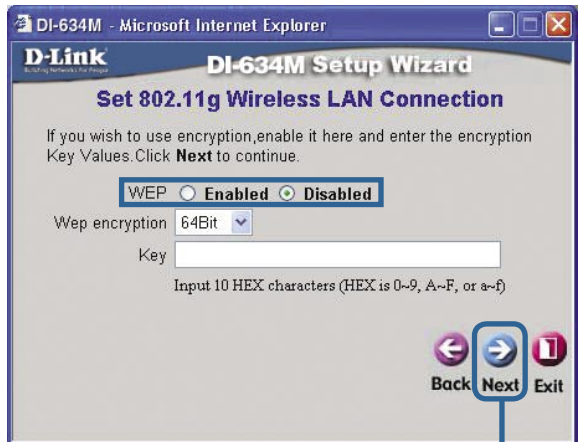 DI-634M - Microsoft Internet Explorer
D-Link
Building Networks for People
DI-634M Setup Wizard
Set 802.11g Wireless LAN Connection
If you wish to use encryption,enable it here and enter the encryption
Key Values.Click Next to continue.
WEP Enabled Disabled
Wep encryption 64Bit
Key
Input 10 HEX characters (HEX is 0~9, A~F, or a~f)
Back Next Exit